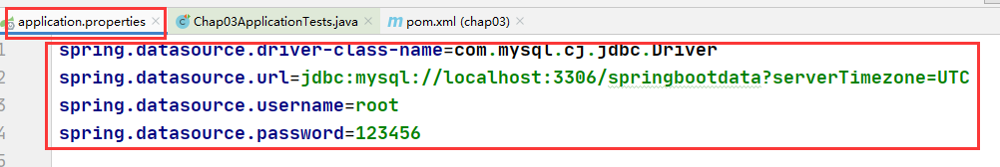 application.properties Chap03ApplicationTests.java pom.xml (chap03)
1 spring.datasource.driver-class-name=com.mysql.cj.jdbc.Driver
2 spring.datasource.url=jdbc:mysql://localhost:3306/springbootdata?serverTimezone=UTC
3 spring.datasource.username=root
4 spring.datasource.password=123456
5